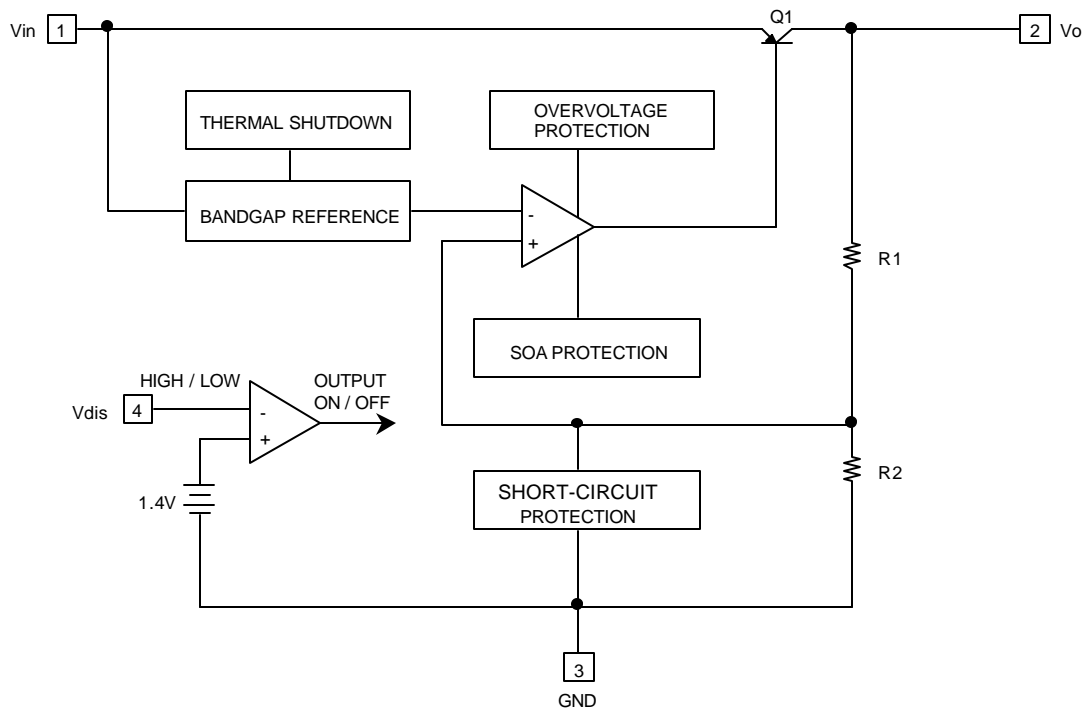 Q1
Vin 1
2 Vo
THERMAL SHUTDOWN
OVERVOLTAGE
PROTECTION
BANDGAP REFERENCE
-
+
R1
SOA PROTECTION
HIGH / LOW
OUTPUT
ON / OFF
Vdis 4
-
+
1.4V
R2
SHORT-CIRCUIT
PROTECTION
3
GND